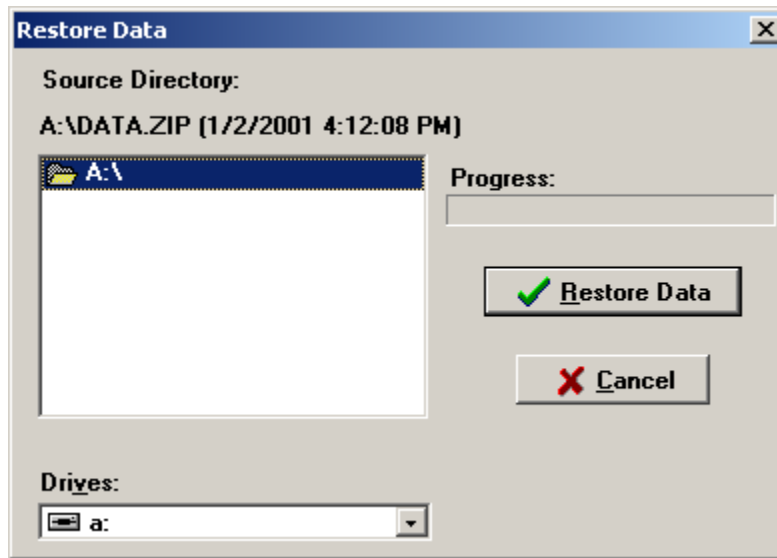 Restore Data
Source Directory:
A:\DATA.ZIP (1/2/2001 4:12:08 PM)
A:\
Progress:
Restore Data
Cancel
Drives:
a: